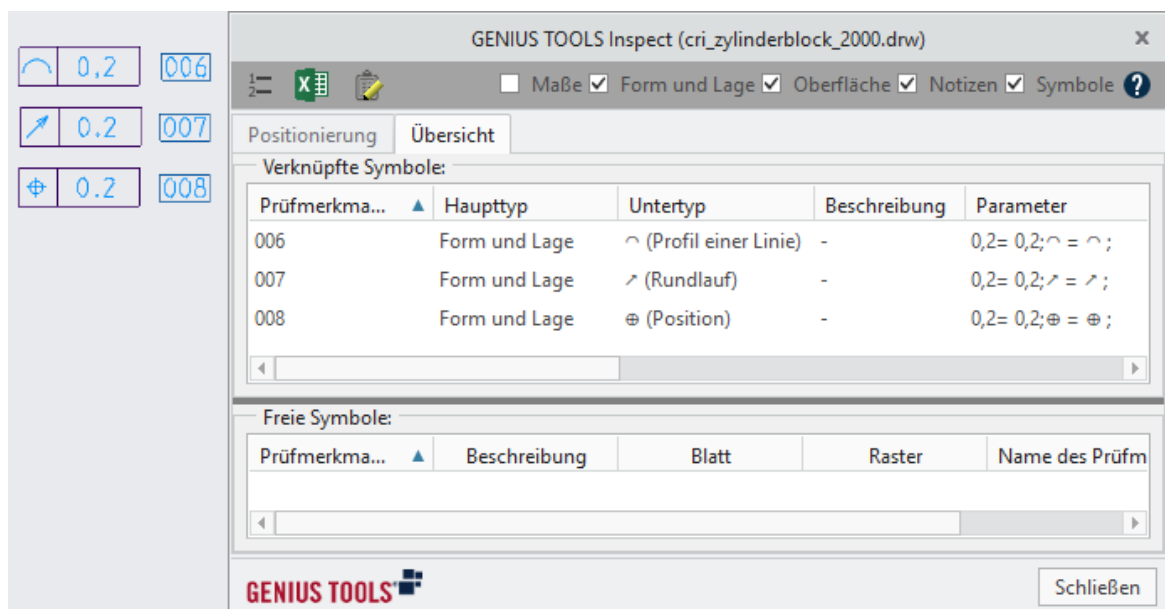 0,2 006
0.2 007
0.2 008
GENIUS TOOLS Inspect (cri_zylinderblock_2000.drw) x
Maße Form und Lage Oberfläche Notizen Symbole ?
Positionierung Übersicht
Verknüpfte Symbole:
Prüfmerkma... ▲ Haupttyp Untertyp Beschreibung Parameter
006 Form und Lage ⌒ (Profil einer Linie) - 0,2= 0,2;⌒ = ⌒ ;
007 Form und Lage ↗ (Rundlauf) - 0,2= 0,2;↗ = ↗ ;
008 Form und Lage ⌖ (Position) - 0,2= 0,2;⌖ = ⌖ ;
Freie Symbole:
Prüfmerkma... ▲ Beschreibung Blatt Raster Name des Prüfm
GENIUS TOOLS
Schließen